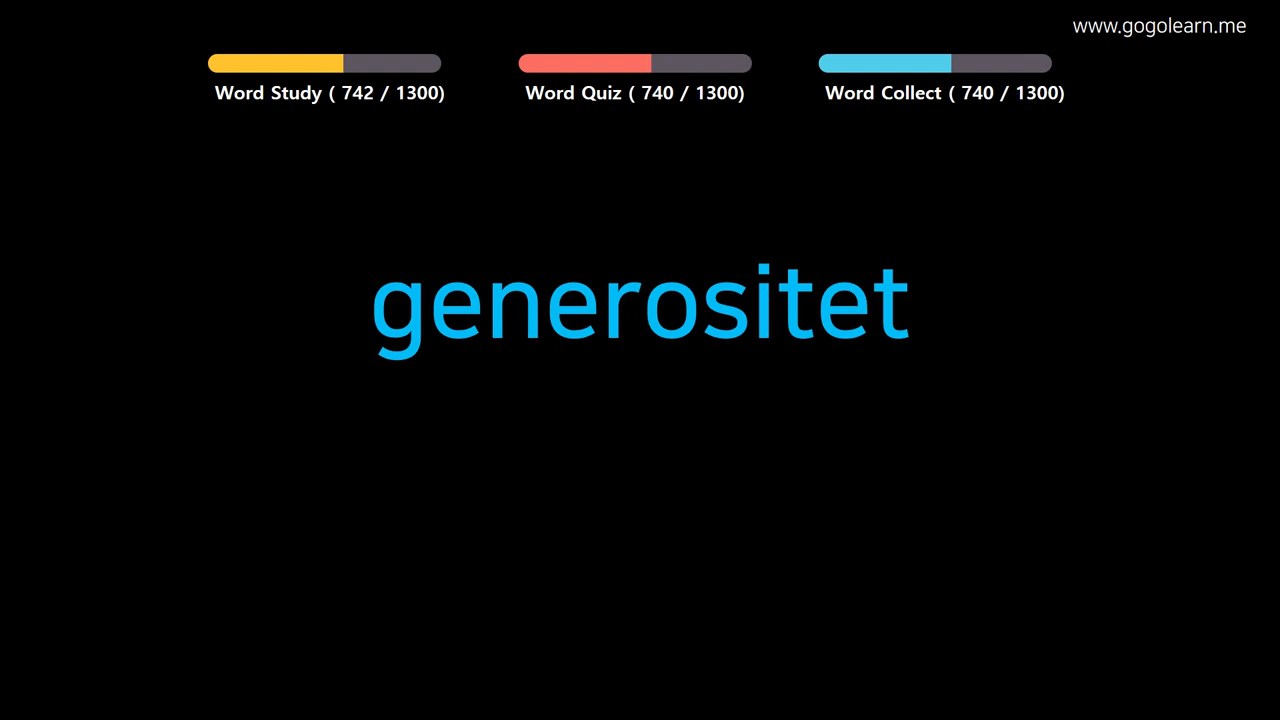 www.gogolearn.me
Word Study ( 742 / 1300)
Word Quiz ( 740 / 1300)
Word Collect ( 740 / 1300)
generositet